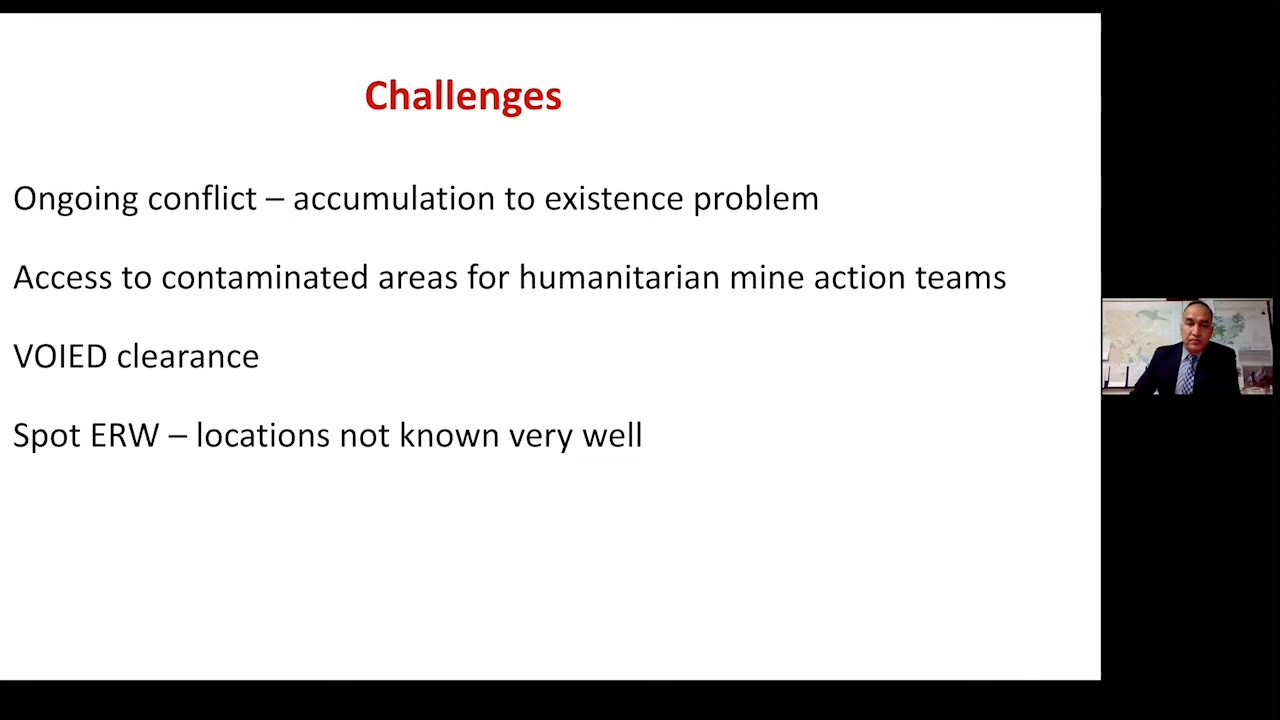 Challenges
Ongoing conflict – accumulation to existence problem
Access to contaminated areas for humanitarian mine action teams
VOIED clearance
Spot ERW – locations not known very well